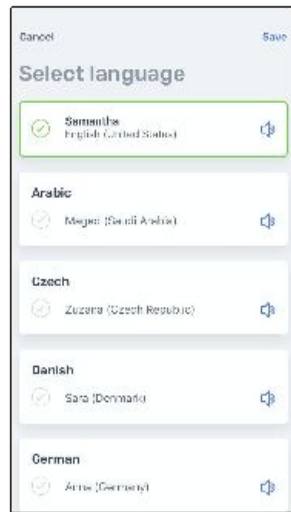 Cancel
Save
Select language
Samantha
English (United States)
Arabic
Maged (Saudi Arabia)
Czech
Zuzana (Czech Republic)
Danish
Sara (Denmark)
German
Anna (Germany)